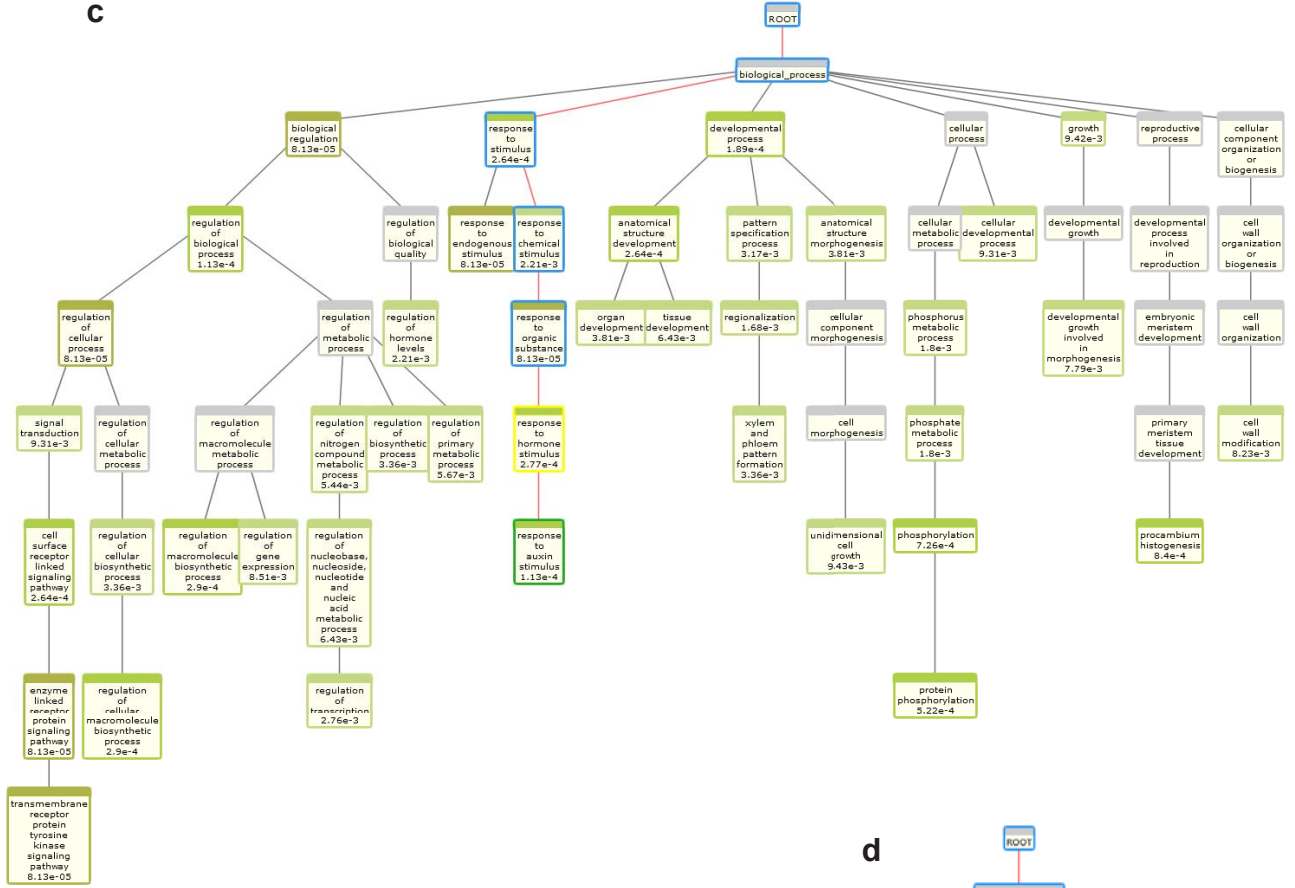 c
ROOT
biological_process
biological
regulation
8.13e-05
response
to
stimulus
2.64e-4
developmental
process
1.89e-4
cellular
process
growth
9.42e-3
reproductive
process
cellular
component
organization
or
biogenesis
regulation
of
biological
process
1.13e-4
regulation
of
biological
quality
response
to
endogenous
stimulus
8.13e-05
response
to
chemical
stimulus
2.21e-3
anatomical
structure
development
2.64e-4
pattern
specification
process
3.17e-3
anatomical
structure
morphogenesis
3.81e-3
cellular
metabolic
process
cellular
developmental
process
9.31e-3
developmental
growth
developmental
process
involved
in
reproduction
cell
wall
organization
or
biogenesis
regulation
of
cellular
process
8.13e-05
regulation
of
metabolic
process
regulation
of
hormone
levels
2.21e-3
response
to
organic
substance
8.13e-05
organ
development
3.81e-3
tissue
development
6.43e-3
regionalization
1.68e-3
cellular
component
morphogenesis
phosphorus
metabolic
process
1.8e-3
developmental
growth
involved
in
morphogenesis
7.79e-3
embryonic
meristem
development
cell
wall
organization
signal
transduction
9.31e-3
regulation
of
cellular
metabolic
process
regulation
of
macromolecule
metabolic
process
regulation
of
nitrogen
compound
metabolic
process
5.44e-3
regulation
of
biosynthetic
process
3.36e-3
regulation
of
primary
metabolic
process
5.67e-3
response
to
hormone
stimulus
2.77e-4
xylem
and
phloem
pattern
formation
3.36e-3
cell
morphogenesis
phosphate
metabolic
process
1.8e-3
primary
meristem
tissue
development
cell
wall
modification
8.23e-3
cell
surface
receptor
linked
signaling
pathway
2.64e-4
regulation
of
cellular
biosynthetic
process
3.36e-3
regulation
of
macromolecule
biosynthetic
process
2.9e-4
regulation
of
gene
expression
8.51e-3
regulation
of
nucleobase,
nucleoside,
nucleotide
and
nucleic
acid
metabolic
process
6.43e-3
response
to
auxin
stimulus
1.13e-4
unidimensional
cell
growth
9.43e-3
phosphorylation
7.26e-4
procambium
histogenesis
8.4e-4
enzyme
linked
receptor
protein
signaling
pathway
8.13e-05
regulation
of
cellular
macromolecule
biosynthetic
process
2.9e-4
regulation
of
transcription
2.76e-3
protein
phosphorylation
5.22e-4
transmembrane
receptor
protein
tyrosine
kinase
signaling
pathway
8.13e-05
d
ROOT